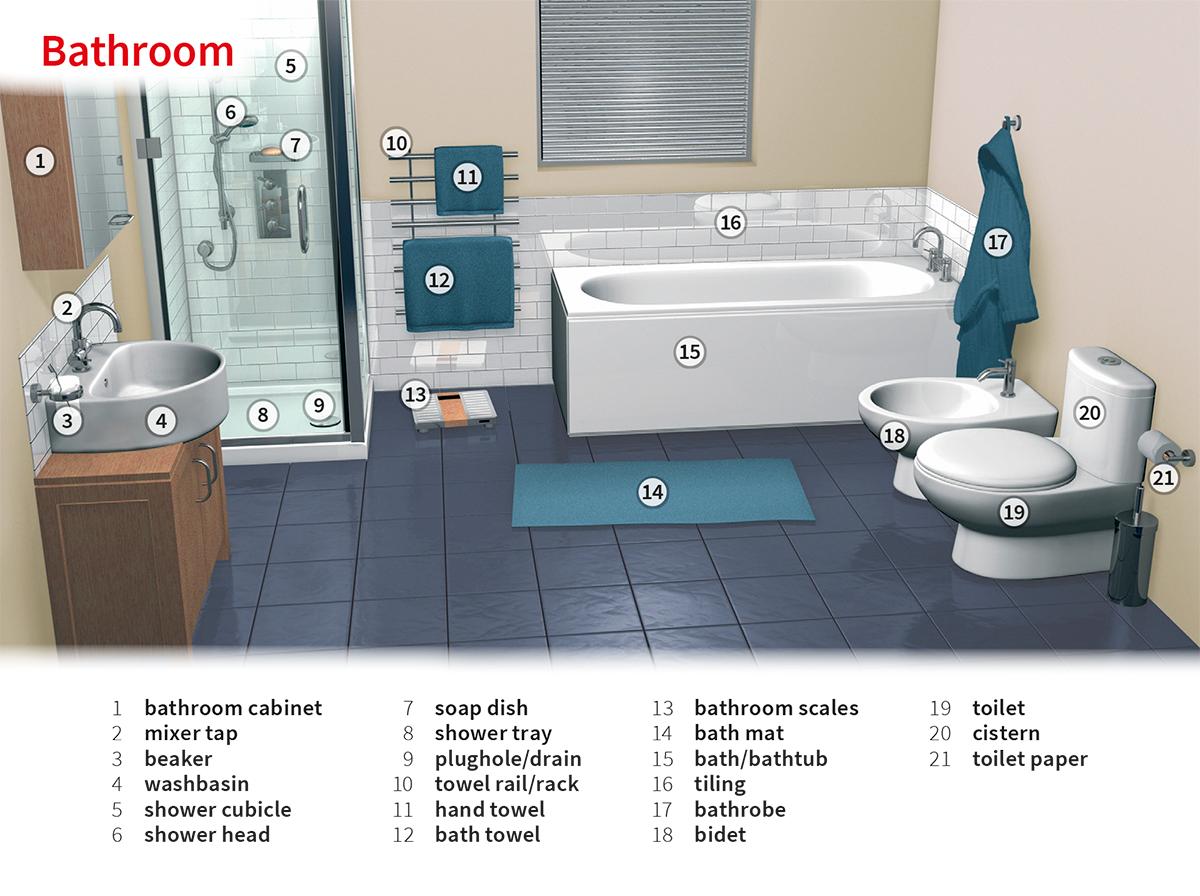 Bathroom
5
6
7
10
1
11
16
17
12
2
15
13
9
20
8
3
4
18
21
14
19
1 bathroom cabinet
2 mixer tap
3 beaker
4 washbasin
5 shower cubicle
6 shower head
7 soap dish
8 shower tray
9 plughole/drain
10 towel rail/rack
11 hand towel
12 bath towel
13 bathroom scales
14 bath mat
15 bath/bathtub
16 tiling
17 bathrobe
18 bidet
19 toilet
20 cistern
21 toilet paper